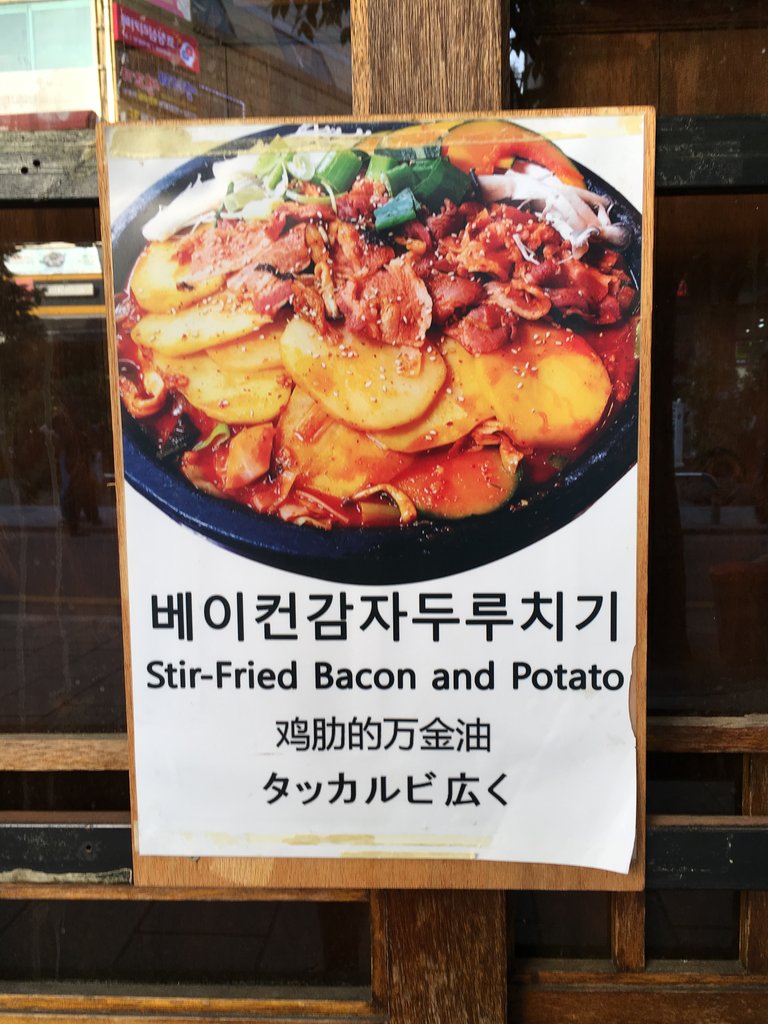 베이컨감자두루치기
Stir-Fried Bacon and Potato
鸡肋的万金油
タッカルビ広く